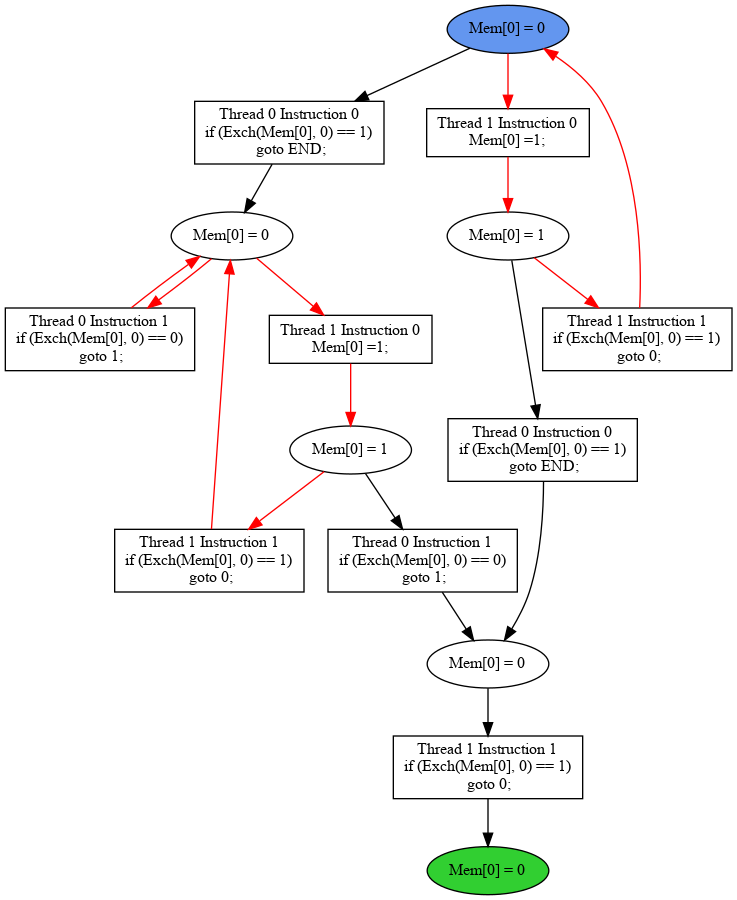 Mem[0] = 0
Thread 0 Instruction 0
if (Exch(Mem[0], 0) == 1)
goto END;
Thread 1 Instruction 0
Mem[0] =1;
Mem[0] = 0
Mem[0] = 1
Thread 0 Instruction 1
if (Exch(Mem[0], 0) == 0)
goto 1;
Thread 1 Instruction 0
Mem[0] =1;
Thread 1 Instruction 1
if (Exch(Mem[0], 0) == 1)
goto 0;
Mem[0] = 1
Thread 0 Instruction 0
if (Exch(Mem[0], 0) == 1)
goto END;
Thread 1 Instruction 1
if (Exch(Mem[0], 0) == 1)
goto 0;
Thread 0 Instruction 1
if (Exch(Mem[0], 0) == 0)
goto 1;
Mem[0] = 0
Thread 1 Instruction 1
if (Exch(Mem[0], 0) == 1)
goto 0;
Mem[0] = 0